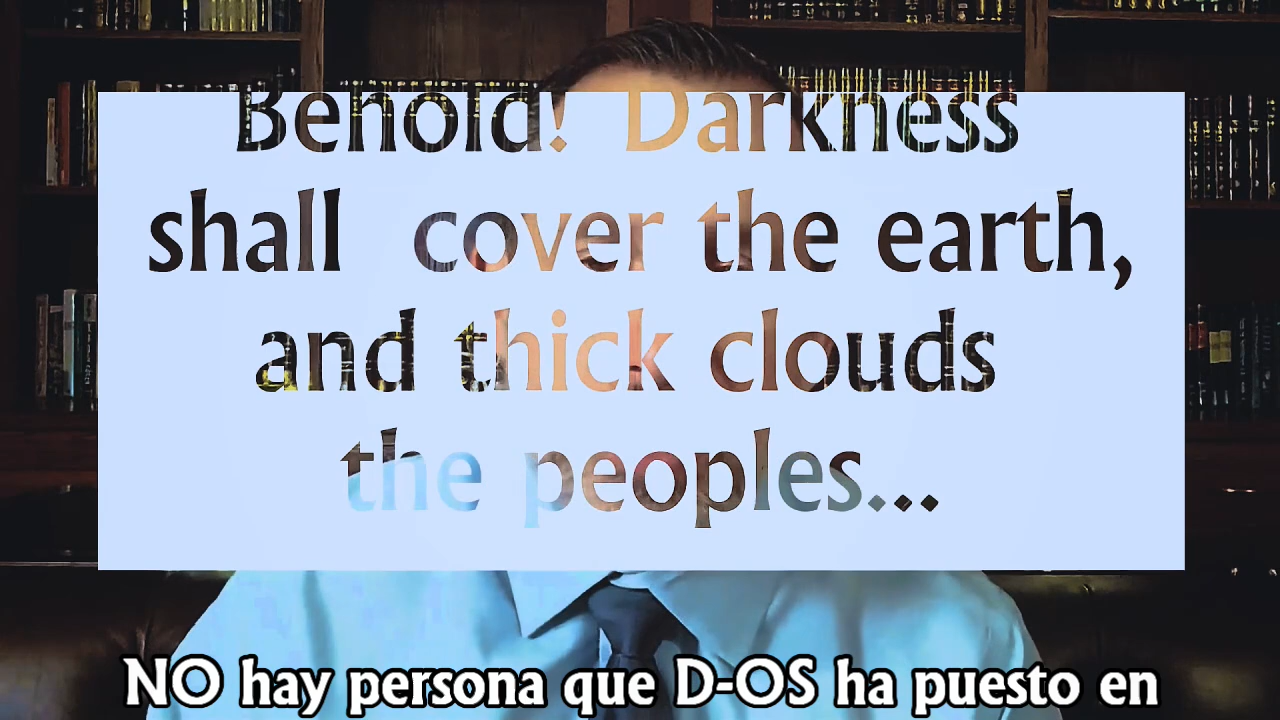 Behold! Darkness
shall cover the earth,
and thick clouds
the peoples...
NO hay persona que D-OS ha puesto en